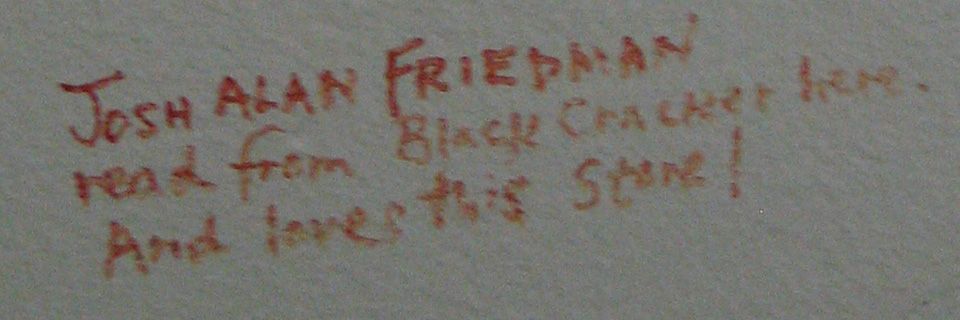 JOSH ALAN FRIEDMAN
read from Black Cracker here.
And loves this store!